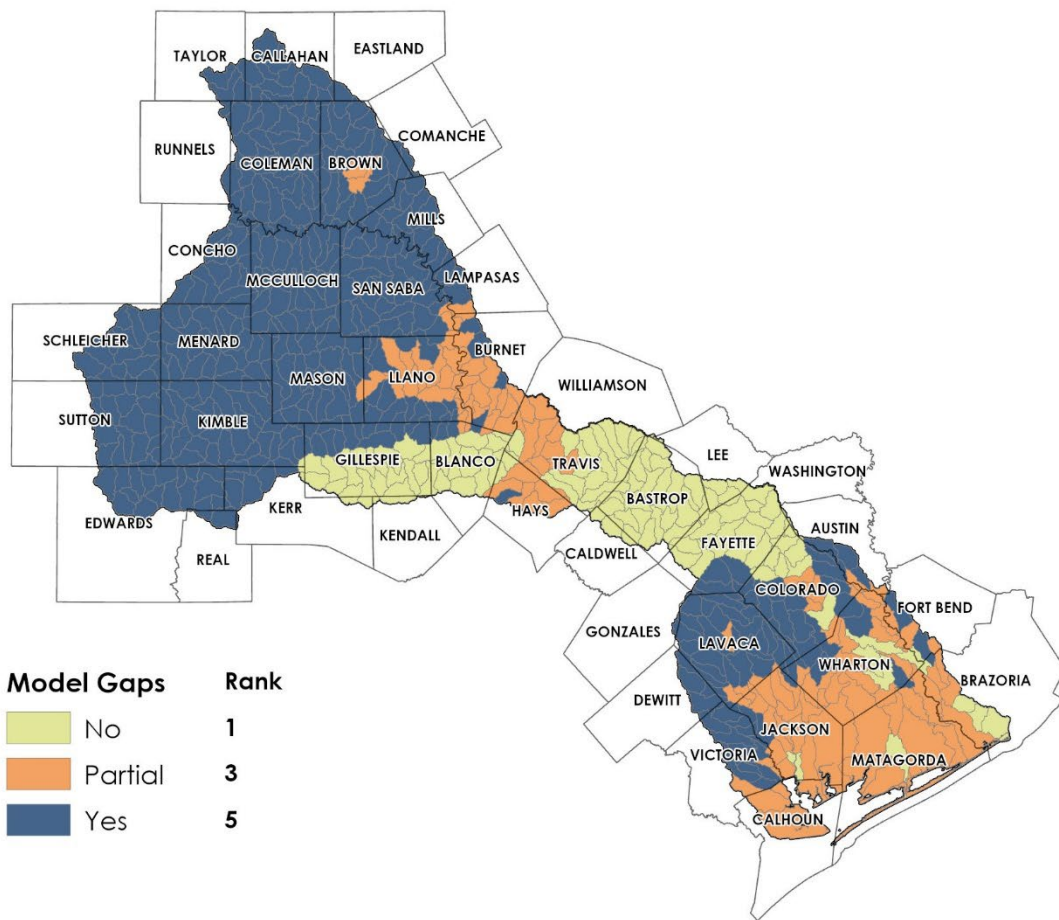 TAYLOR
CALLAHAN
EASTLAND
COMANCHE
RUNNELS
COLEMAN
BROWN
MILLS
CONCHO
MCCULLOCH
SAN SABA
LAMPASAS
SCHLEICHER
MENARD
MASON
LLANO
BURNET
WILLIAMSON
SUTTON
KIMBLE
GILLESPIE
BLANCO
TRAVIS
LEE
WASHINGTON
BASTROP
EDWARDS
KERR
HAYS
AUSTIN
REAL
KENDALL
CALDWELL
FAYETTE
COLORADO
FORT BEND
GONZALES
LAVACA
WHARTON
BRAZORIA
DEWITT
JACKSON
VICTORIA
MATAGORDA
CALHOUN
Model Gaps Rank
No 1
Partial 3
Yes 5